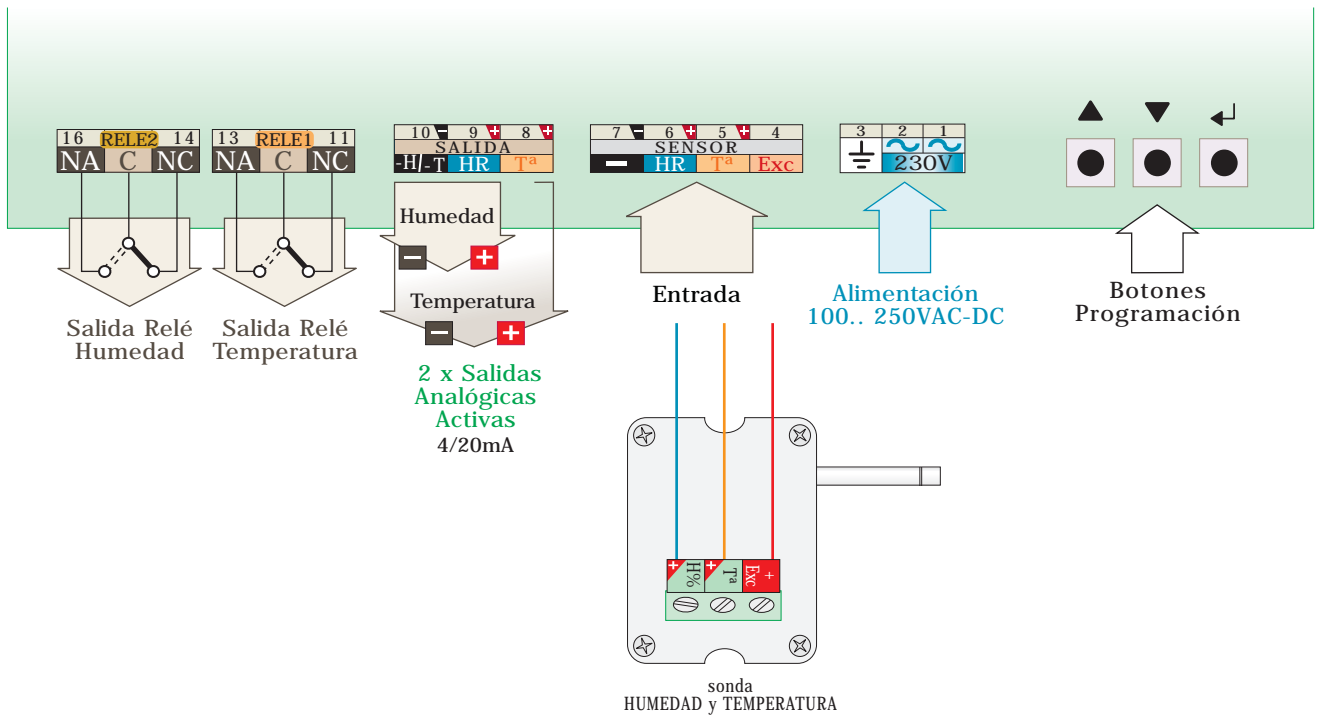 16 RELE2 14
NA C NC
13 RELE1 11
NA C NC
10 - 9 + 8 +
SALIDA
-H/-T HR Tª
7 - 6 + 5 + 4
SENSOR
- HR Tª Exc
3 2 1
230V
Humedad
- +
Temperatura
- +
Salida Relé
Humedad
Salida Relé
Temperatura
2 x Salidas
Analógicas
Activas
4/20mA
Entrada
Alimentación
100.. 250VAC-DC
Botones
Programación
+ H%
+ Tª
Exc +
sonda
HUMEDAD y TEMPERATURA